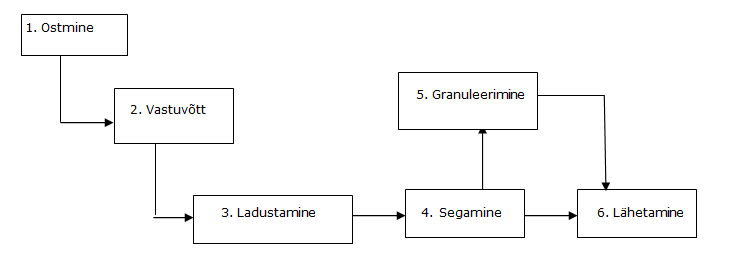 1. Ostmine
2. Vastuvõtt
5. Granuleerimine
3. Ladustamine
4. Segamine
6. Lähetamine